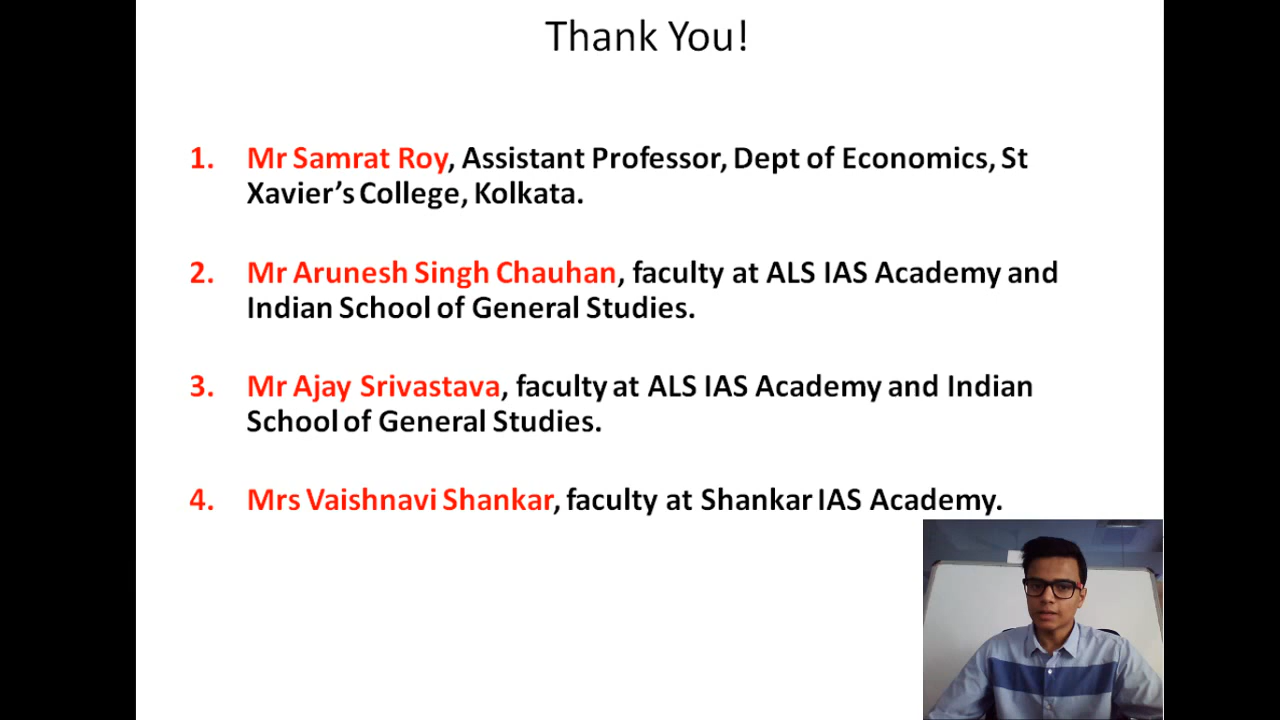 Thank You!
1. Mr Samrat Roy, Assistant Professor, Dept of Economics, St
Xavier’s College, Kolkata.
2. Mr Arunesh Singh Chauhan, faculty at ALS IAS Academy and
Indian School of General Studies.
3. Mr Ajay Srivastava, faculty at ALS IAS Academy and Indian
School of General Studies.
4. Mrs Vaishnavi Shankar, faculty at Shankar IAS Academy.